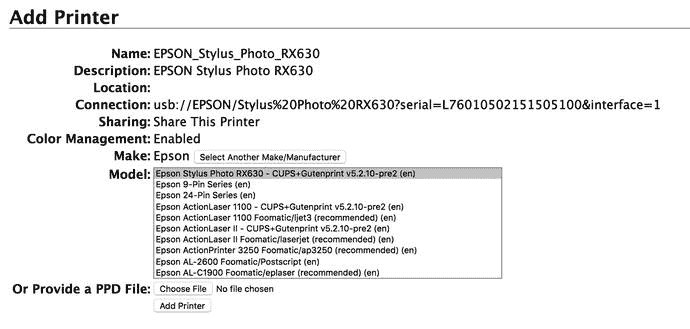 Add Printer
Name: EPSON_Stylus_Photo_RX630
Description: EPSON Stylus Photo RX630
Location:
Connection: usb://EPSON/Stylus%20Photo%20RX630?serial=L76010502151505100&interface=1
Sharing: Share This Printer
Color Management: Enabled
Make: Epson Select Another Make/Manufacturer
Model: Epson Stylus Photo RX630 - CUPS+Gutenprint v5.2.10-pre2 (en)
Epson 9-Pin Series (en)
Epson 24-Pin Series (en)
Epson ActionLaser 1100 - CUPS+Gutenprint v5.2.10-pre2 (en)
Epson ActionLaser 1100 Foomatic/ljet3 (recommended) (en)
Epson ActionLaser II - CUPS+Gutenprint v5.2.10-pre2 (en)
Epson ActionLaser II Foomatic/laserjet (recommended) (en)
Epson ActionPrinter 3250 Foomatic/ap3250 (recommended) (en)
Epson AL-2600 Foomatic/Postscript (en)
Epson AL-C1900 Foomatic/eplaser (recommended) (en)
Or Provide a PPD File: Choose File No file chosen
Add Printer